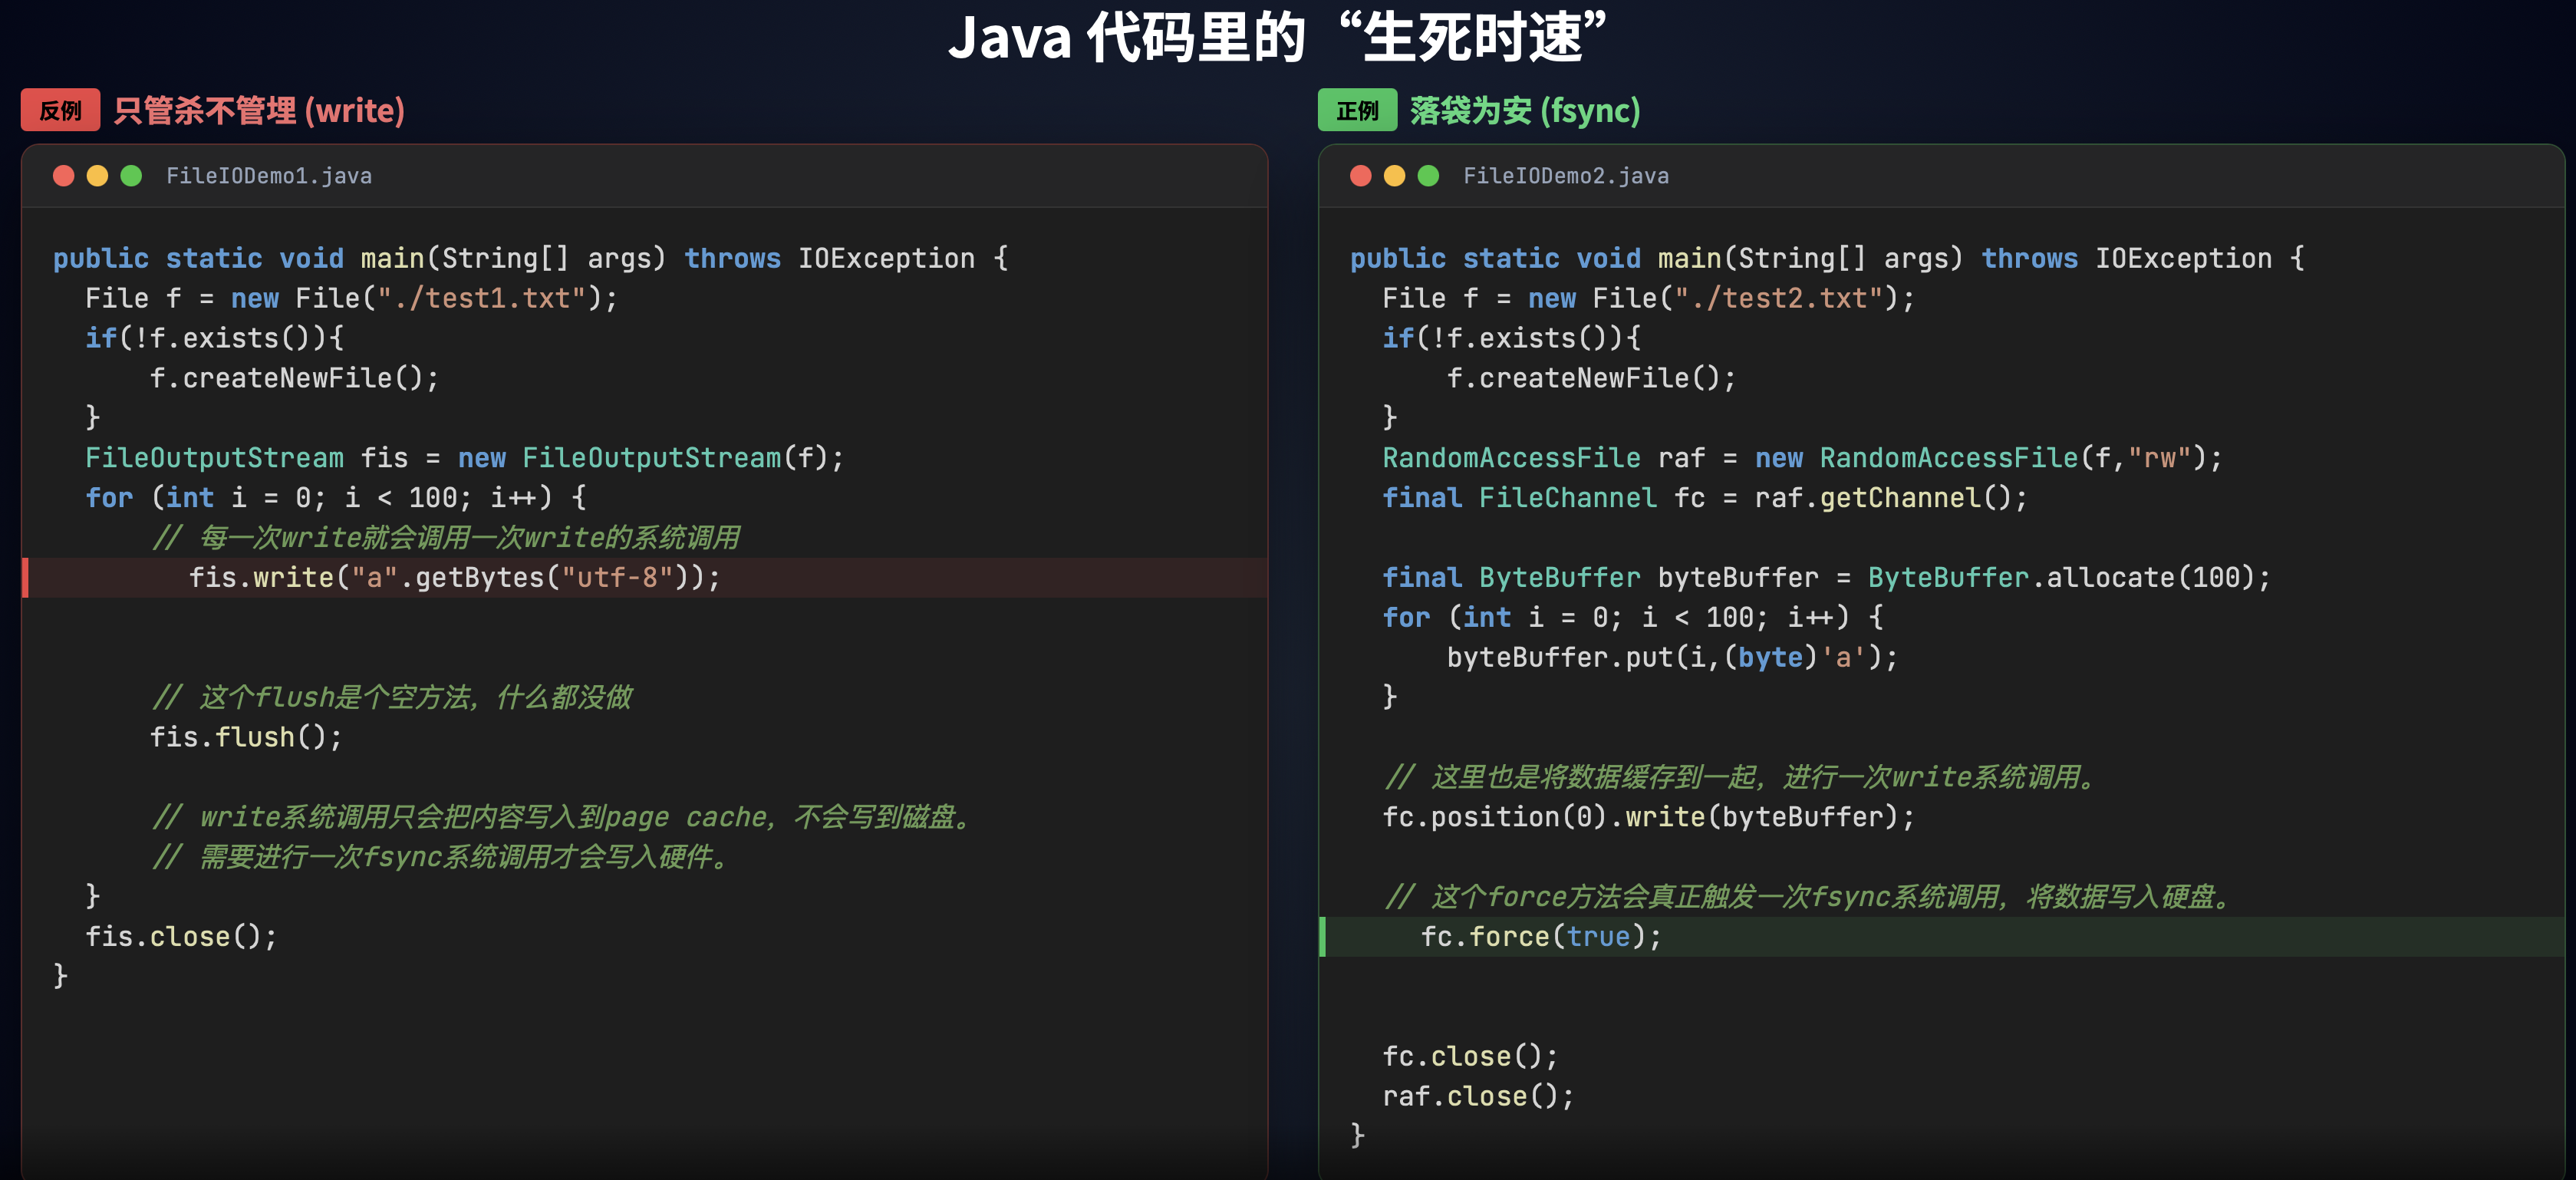 Java 代码里的“生死时速”
反例 只管杀不管埋 (write)
FileIODemo1.java
public static void main(String[] args) throws IOException {
File f = new File("./test1.txt");
if(!f.exists()){
f.createNewFile();
}
FileOutputStream fis = new FileOutputStream(f);
for (int i = 0; i < 100; i++) {
// 每一次write就会调用一次write的系统调用
fis.write("a".getBytes("utf-8"));
// 这个flush是个空方法，什么都没做
fis.flush();
// write系统调用只会把内容写入到page cache，不会写到磁盘。
// 需要进行一次fsync系统调用才会写入硬件。
}
fis.close();
}
正例 落袋为安 (fsync)
FileIODemo2.java
public static void main(String[] args) throws IOException {
File f = new File("./test2.txt");
if(!f.exists()){
f.createNewFile();
}
RandomAccessFile raf = new RandomAccessFile(f,"rw");
final FileChannel fc = raf.getChannel();
final ByteBuffer byteBuffer = ByteBuffer.allocate(100);
for (int i = 0; i < 100; i++) {
byteBuffer.put(i,(byte)'a');
}
// 这里也是将数据缓存到一起，进行一次write系统调用。
fc.position(0).write(byteBuffer);
// 这个force方法会真正触发一次fsync系统调用，将数据写入硬盘。
fc.force(true);
fc.close();
raf.close();
}